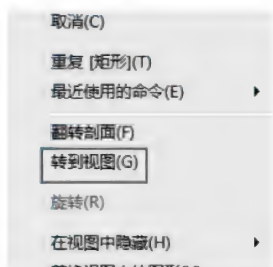 取消(C)
重复 [矩形](T)
最近使用的命令(E)
翻转剖面(F)
转到视图(G)
旋转(R)
在视图中隐藏(H)